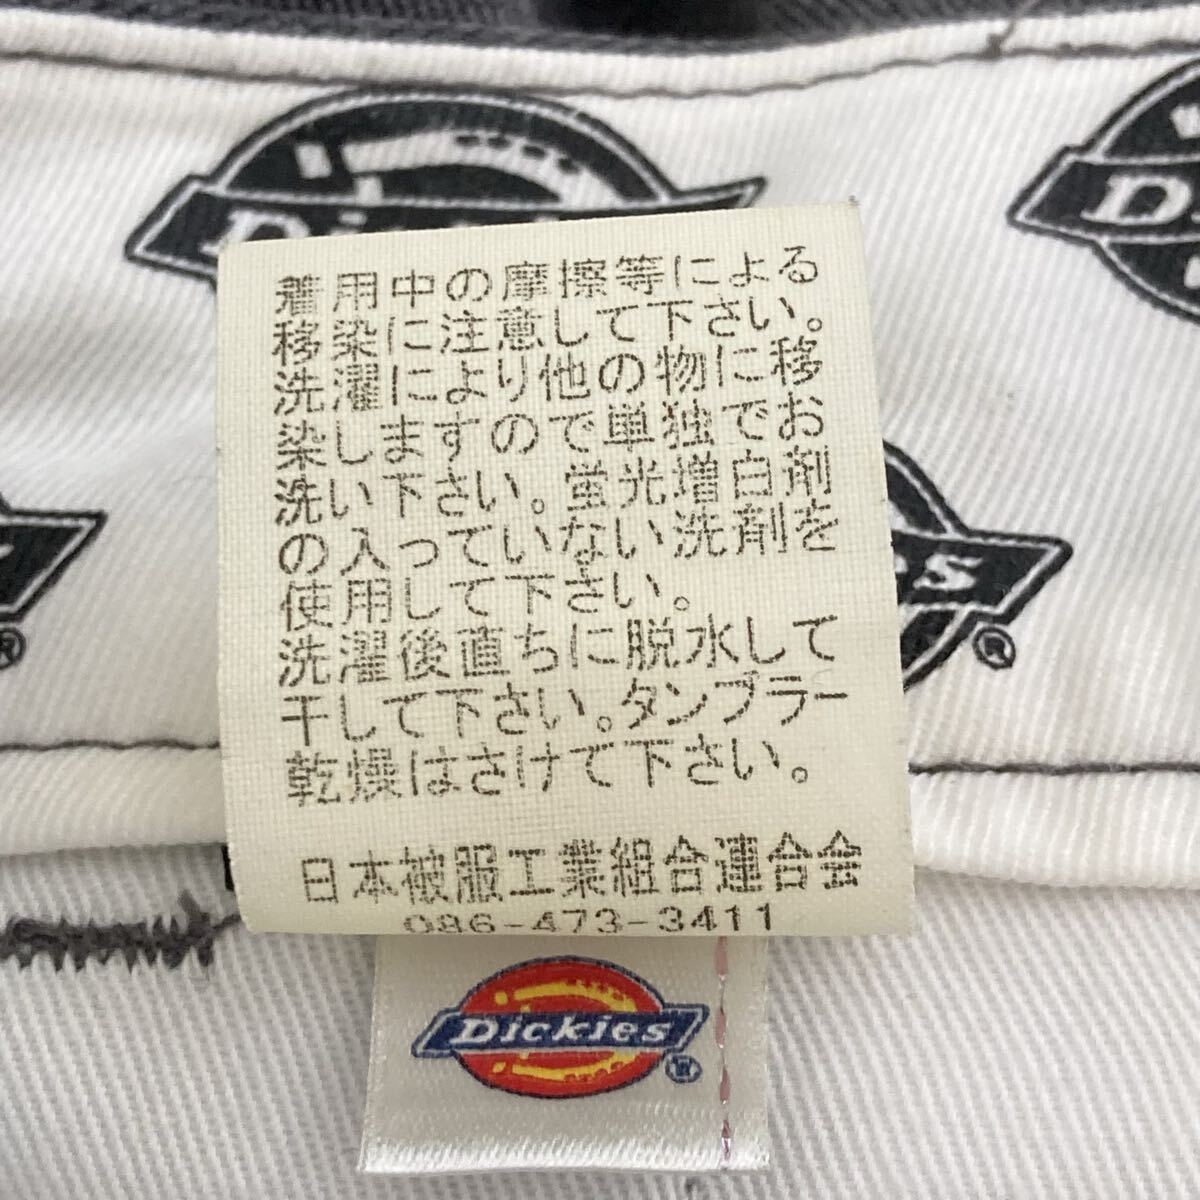 着用中の摩擦等による
移染に注意して下さい。
洗濯により他の物に移
染しますので単独でお
洗い下さい。蛍光増白剤
の入っていない洗剤を
使用して下さい。
洗濯後直ちに脱水して
干して下さい。タンブラー
乾燥はさけて下さい。
日本被服工業組合連合会
086-473-3411
Dickies